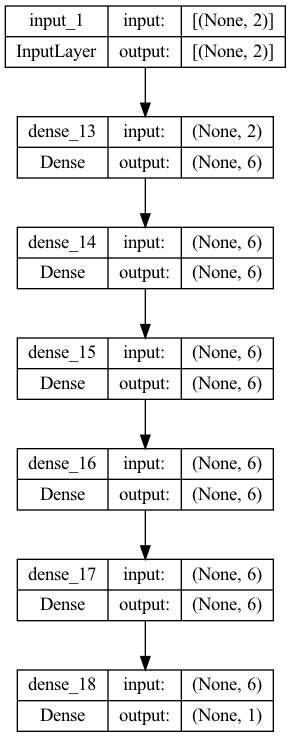 input_1 input: [(None, 2)]
InputLayer output: [(None, 2)]
dense_13 input: (None, 2)
Dense output: (None, 6)
dense_14 input: (None, 6)
Dense output: (None, 6)
dense_15 input: (None, 6)
Dense output: (None, 6)
dense_16 input: (None, 6)
Dense output: (None, 6)
dense_17 input: (None, 6)
Dense output: (None, 6)
dense_18 input: (None, 6)
Dense output: (None, 1)